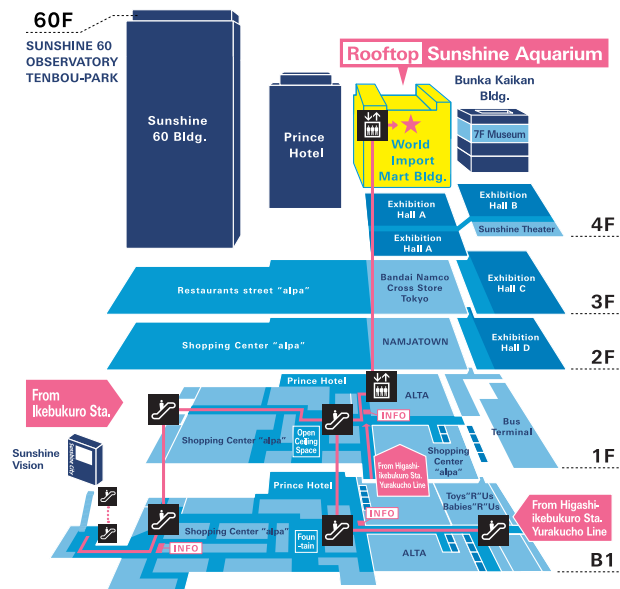 60F
SUNSHINE 60
OBSERVATORY
TENBOU-PARK
Rooftop Sunshine Aquarium
Bunka Kaikan
Bldg.
7F Museum
Sunshine
60 Bldg.
Prince
Hotel
World
Import
Mart Bldg.
Exhibition
Hall A
Exhibition
Hall B
Exhibition
Hall A
Sunshine Theater
4F
Restaurants street "alpa"
Bandai Namco
Cross Store
Tokyo
Exhibition
Hall C
3F
Shopping Center "alpa"
NAMJATOWN
Exhibition
Hall D
2F
From
Ikebukuro Sta.
Prince Hotel
ALTA
INFO
Shopping Center "alpa"
Open
Ceiling
Space
From Higashi-
ikebukuro Sta.
Yurakucho Line
Shopping
Center
"alpa"
Bus
Terminal
1F
Sunshine
Vision
Sunshine City
Prince Hotel
INFO
Toys"R"Us
Babies"R"Us
From Higashi-
ikebukuro Sta.
Yurakucho Line
Shopping Center "alpa"
INFO
Foun
-tain
ALTA
B1